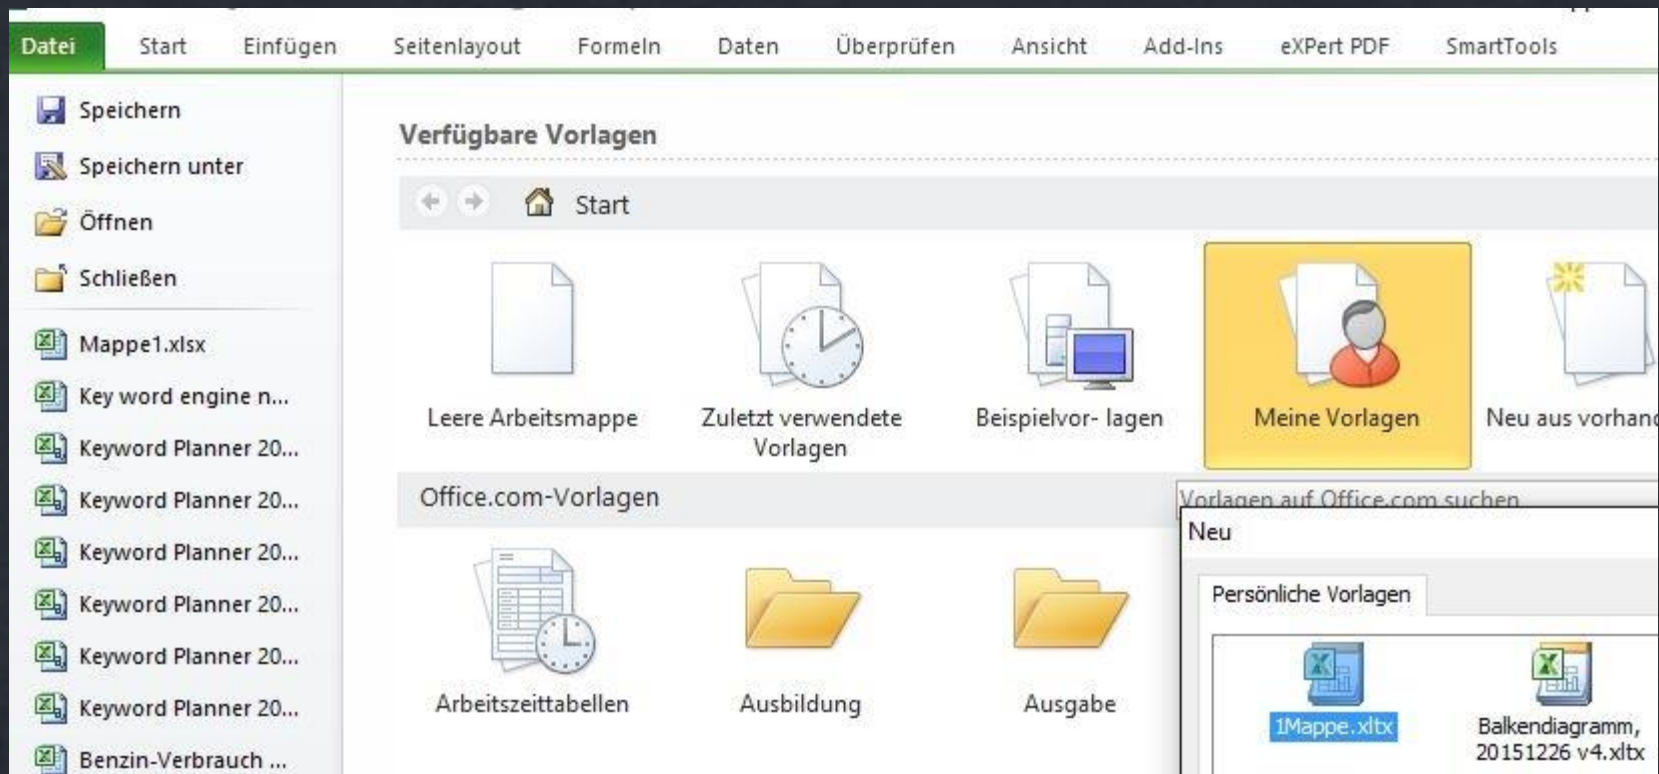 Datei Start Einfügen Seitenlayout Formeln Daten Überprüfen Ansicht Add-Ins eXPert PDF SmartTools
Speichern
Speichern unter
Öffnen
Schließen
Mappe1.xlsx
Key word engine n...
Keyword Planner 20...
Keyword Planner 20...
Keyword Planner 20...
Keyword Planner 20...
Keyword Planner 20...
Keyword Planner 20...
Benzin-Verbrauch ...
Verfügbare Vorlagen
Start
Leere Arbeitsmappe
Zuletzt verwendete
Vorlagen
Beispielvor- lagen
Meine Vorlagen
Neu aus vorhand
Office.com-Vorlagen
Vorlagen auf Office.com suchen
Arbeitszeittabellen
Ausbildung
Ausgabe
Neu
Persönliche Vorlagen
1Mappe.xltx
Balkendiagramm,
20151226 v4.xltx